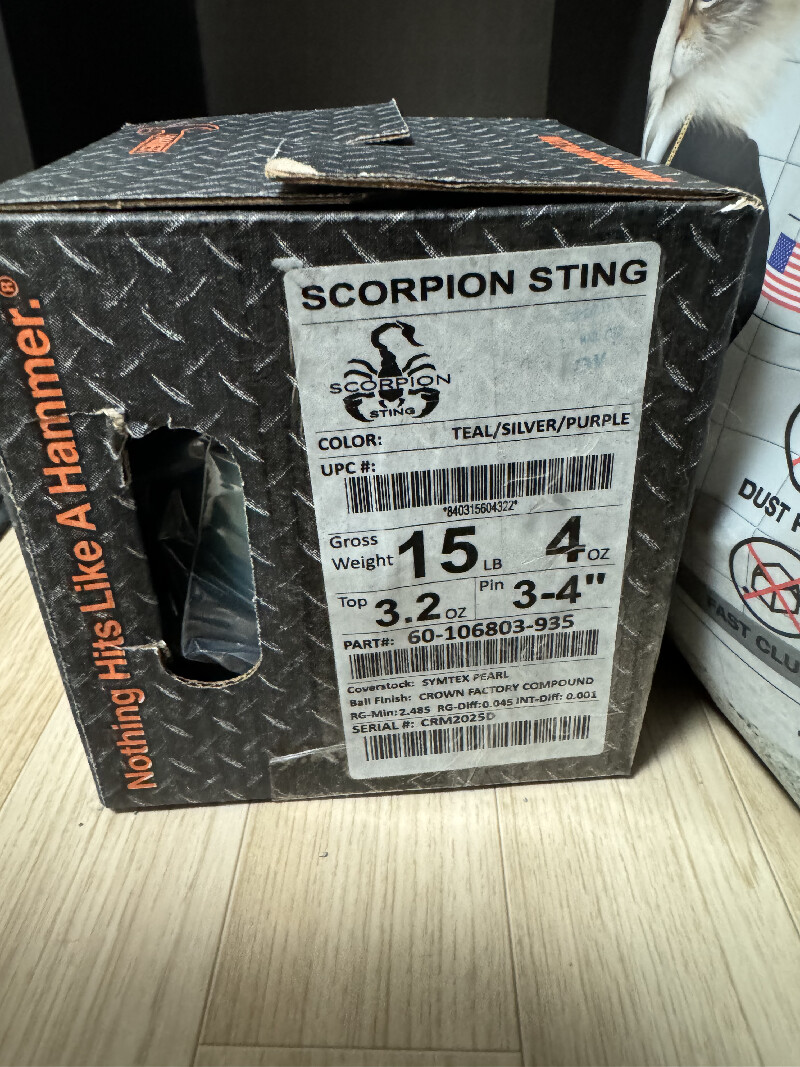 Nothing Hits Like A Hammer.®
SCORPION STING
SCORPION
STING
COLOR: TEAL/SILVER/PURPLE
UPC #:
*840315604322*
Gross Weight 15 LB 4 OZ
Top 3.2 OZ Pin 3-4"
PART#: 60-106803-935
Coverstock: SYMTEX PEARL
Ball Finish: CROWN FACTORY COMPOUND
RG-Min: 2.485 RG-Diff: 0.045 INT-Diff: 0.001
SERIAL #: CRM2025D
DUST
FAST CLU